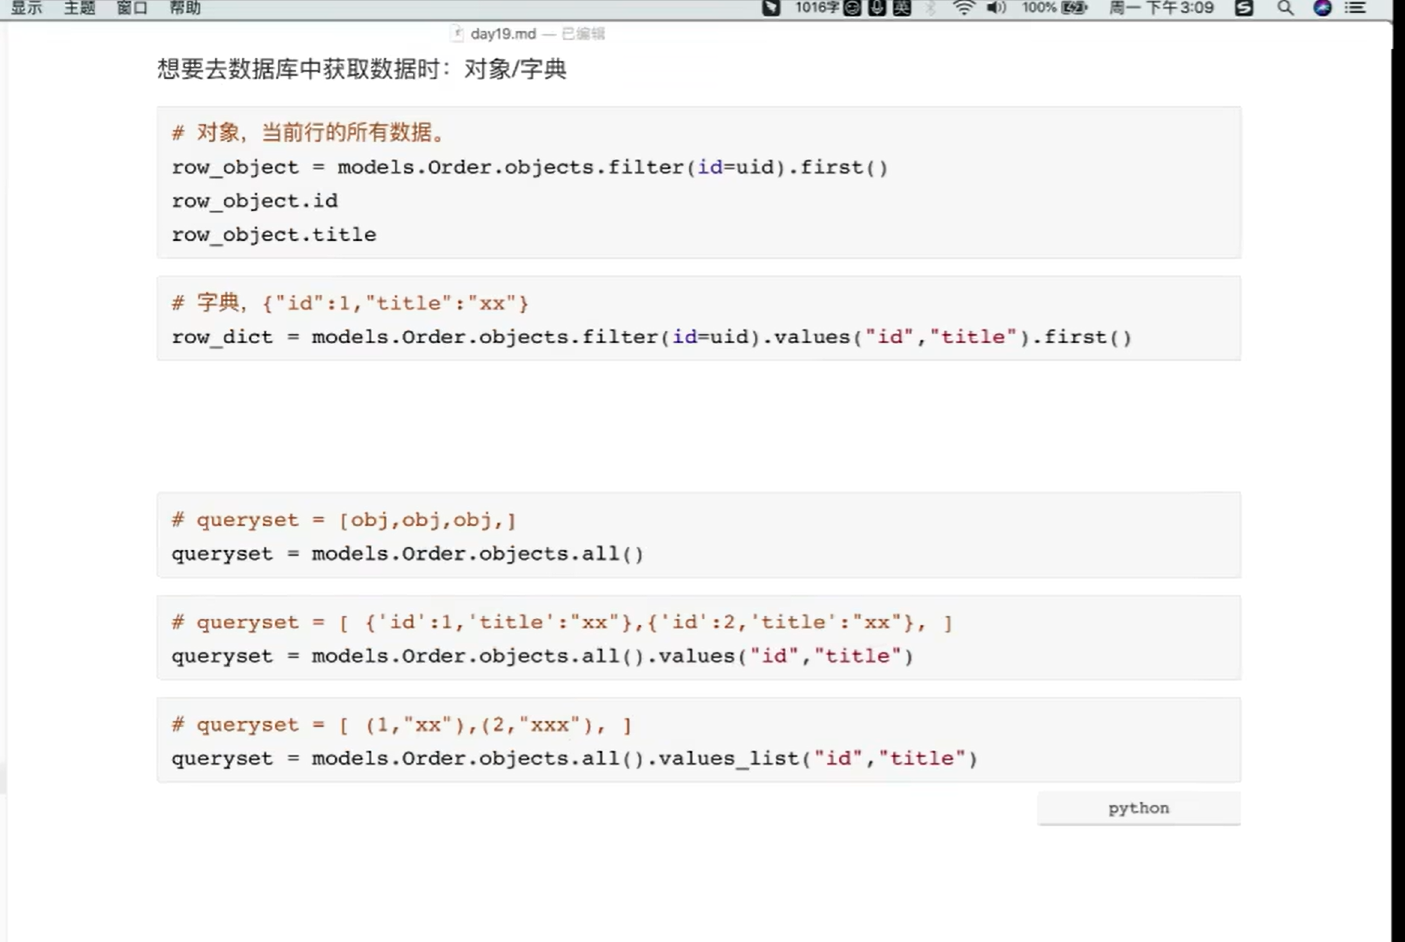 显示 主题 窗口 帮助 1016字 英 100% 周一 下午3:09
day19.md — 已编辑
想要去数据库中获取数据时：对象/字典
# 对象，当前行的所有数据。
row_object = models.Order.objects.filter(id=uid).first()
row_object.id
row_object.title
# 字典，{"id":1,"title":"xx"}
row_dict = models.Order.objects.filter(id=uid).values("id","title").first()
# queryset = [obj,obj,obj,]
queryset = models.Order.objects.all()
# queryset = [ {'id':1,'title':"xx"},{'id':2,'title':"xx"}, ]
queryset = models.Order.objects.all().values("id","title")
# queryset = [ (1,"xx"),(2,"xxx"), ]
queryset = models.Order.objects.all().values_list("id","title")
python